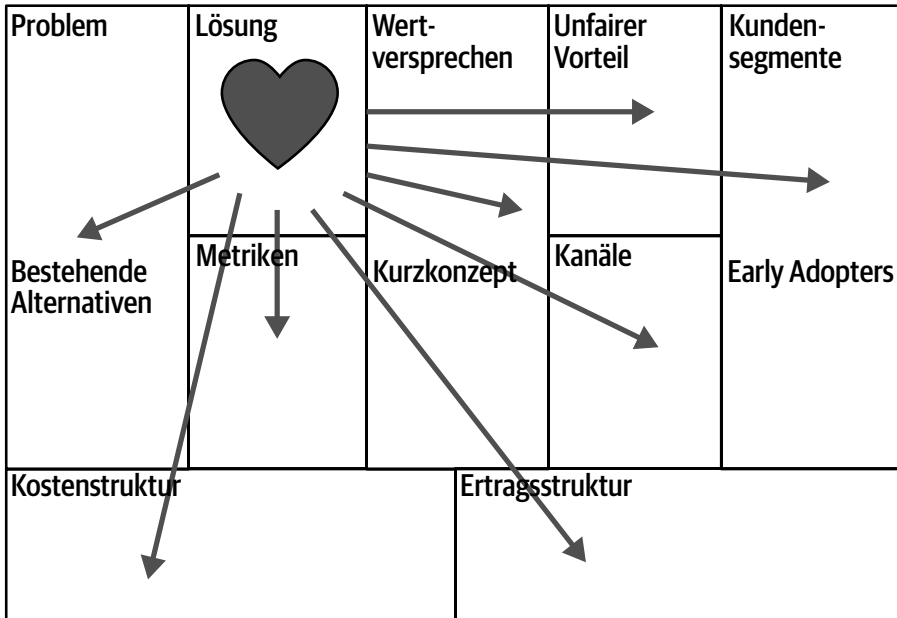 Problem
Lösung
Wert-
versprechen
Unfairer
Vorteil
Kunden-
segmente
Bestehende
Alternativen
Metriken
Kurzkonzept
Kanäle
Early Adopters
Kostenstruktur
Ertragsstruktur